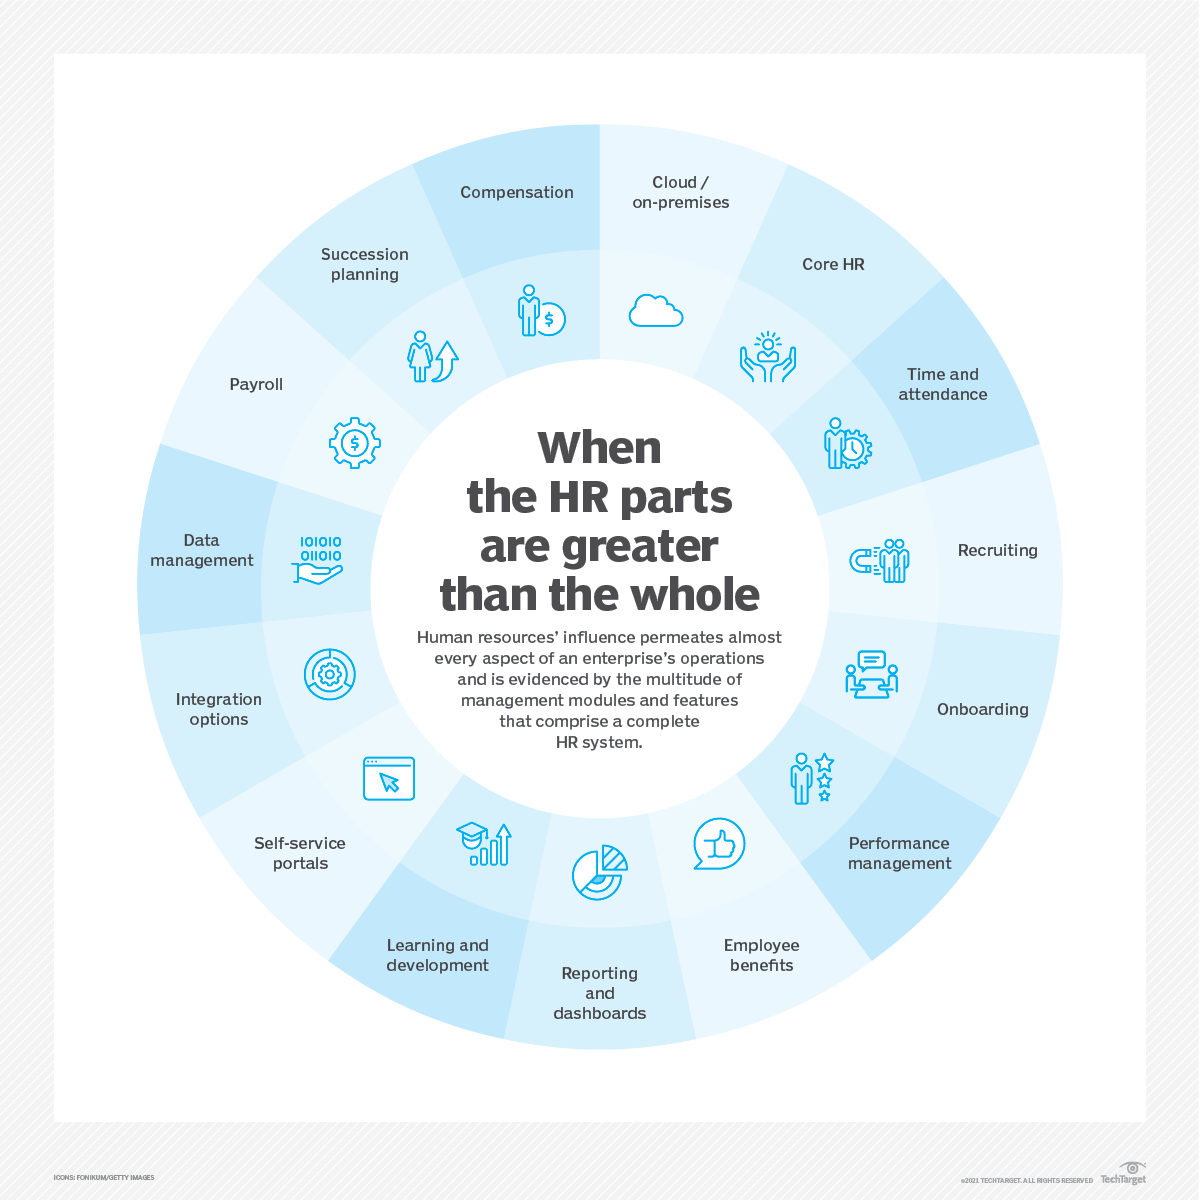 Compensation
Cloud /
on-premises
Core HR
Time and
attendance
Recruiting
Onboarding
Performance
management
Employee
benefits
Reporting
and
dashboards
Learning and
development
Self-service
portals
Integration
options
Data
management
Payroll
Succession
planning
$
$
IOIOIO
OIIOIO
When
the HR parts
are greater
than the whole
Human resources’ influence permeates almost
every aspect of an enterprise’s operations
and is evidenced by the multitude of
management modules and features
that comprise a complete
HR system.
ICONS: FONIKUM/GETTY IMAGES
©2021 TECHTARGET. ALL RIGHTS RESERVED
TechTarget